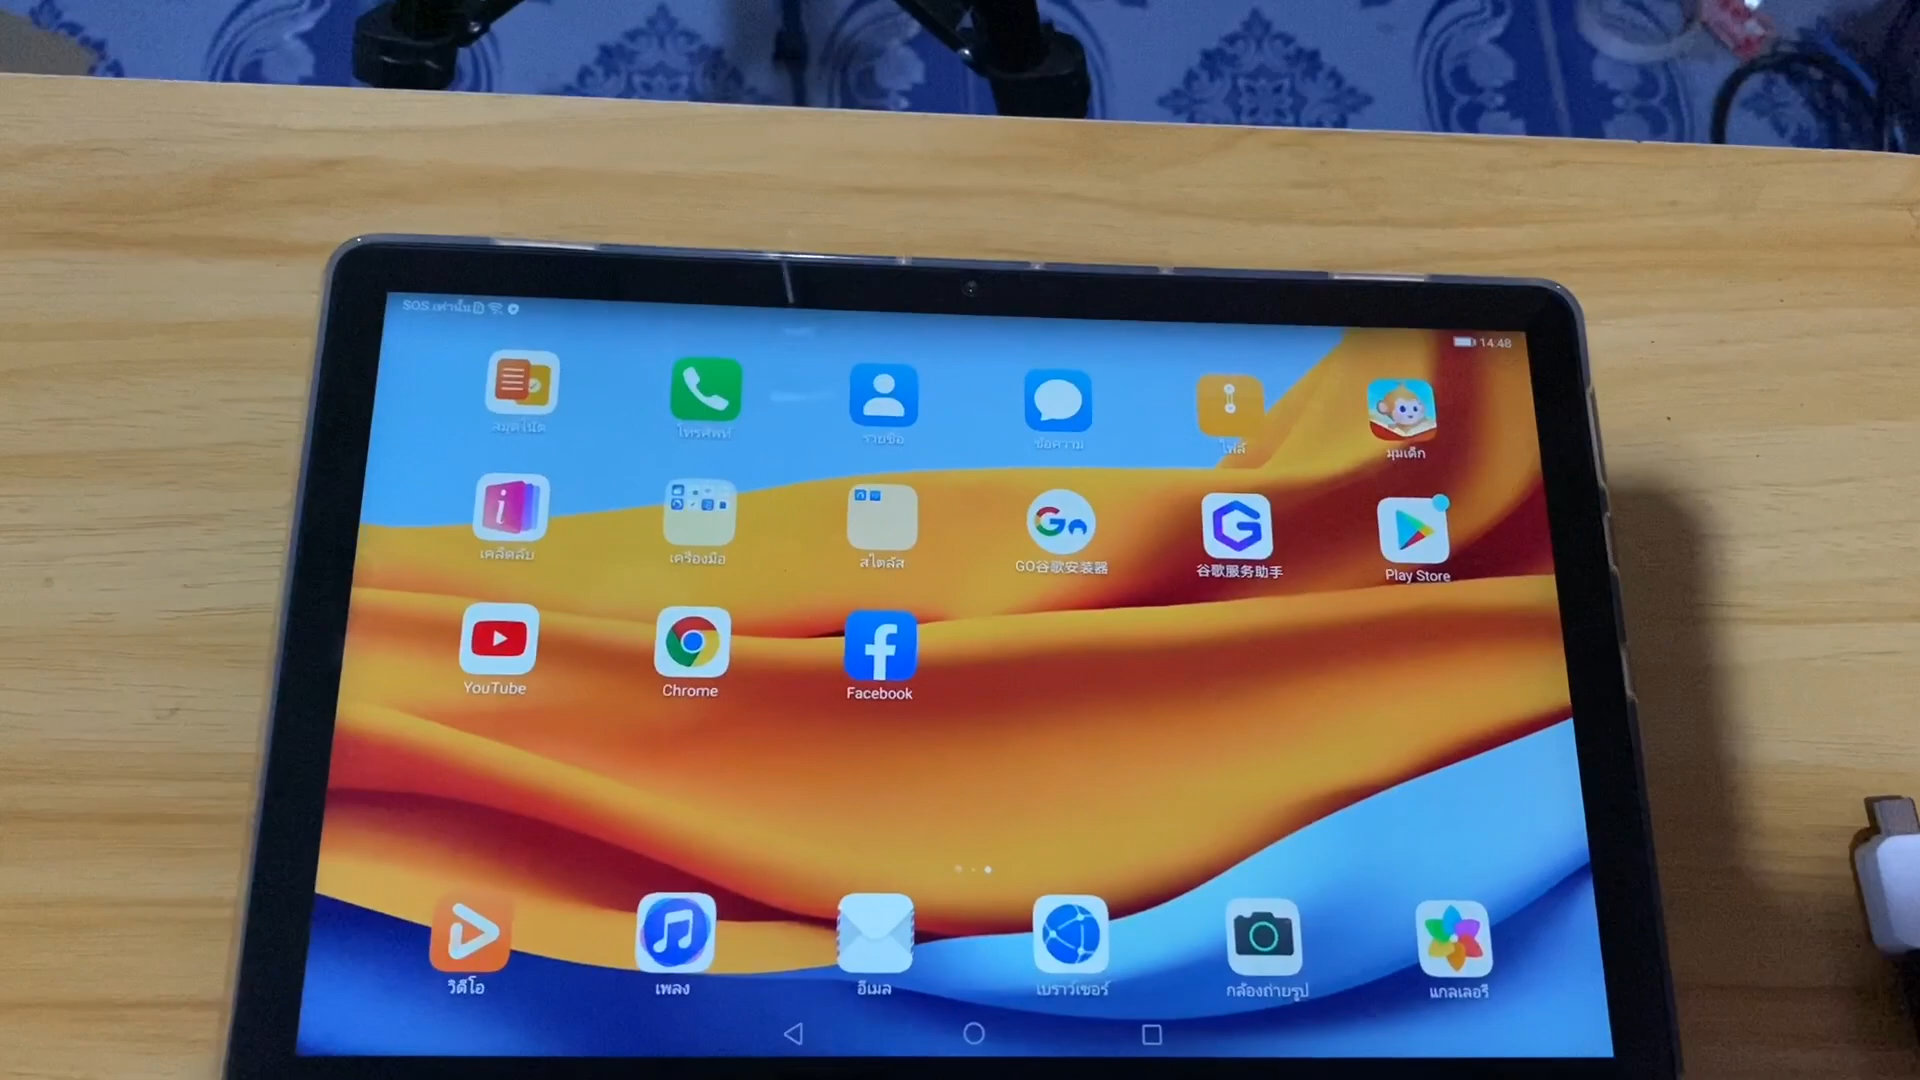 SOS เท่านั้น
14:48
สมุดโน้ต
โทรศัพท์
รายชื่อ
ข้อความ
ไฟล์
มุมเด็ก
เคล็ดลับ
เครื่องมือ
สไตลัส
GO谷歌安装器
谷歌服务助手
Play Store
YouTube
Chrome
Facebook
วิดีโอ
เพลง
อีเมล
เบราว์เซอร์
กล้องถ่ายรูป
แกลเลอรี